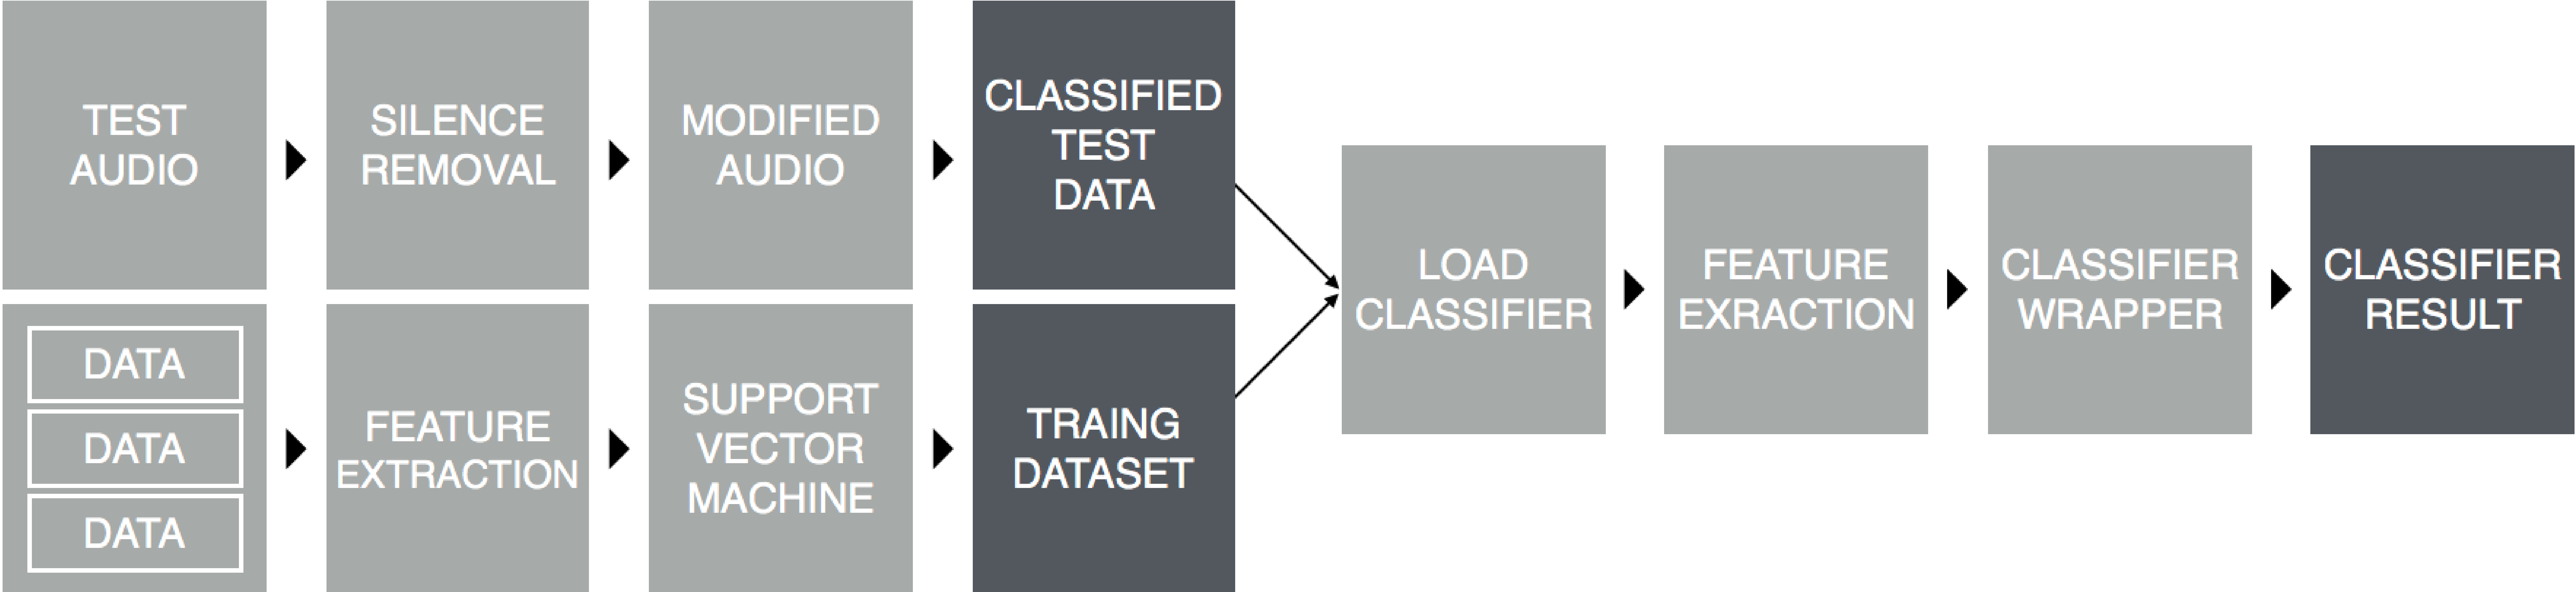 TEST
AUDIO
SILENCE
REMOVAL
MODIFIED
AUDIO
CLASSIFIED
TEST
DATA
DATA
DATA
DATA
FEATURE
EXTRACTION
SUPPORT
VECTOR
MACHINE
TRAING
DATASET
LOAD
CLASSIFIER
FEATURE
EXRACTION
CLASSIFIER
WRAPPER
CLASSIFIER
RESULT